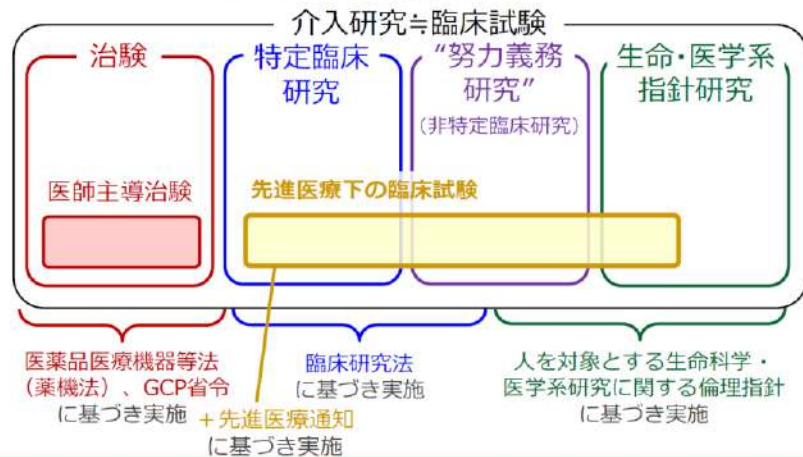 介入研究≒臨床試験
治験
特定臨床
研究
“努力義務
研究”
(非特定臨床研究)
生命・医学系
指針研究
医師主導治験
先進医療下の臨床試験
医薬品医療機器等法
(薬機法)、GCP省令
に基づき実施
臨床研究法
に基づき実施
人を対象とする生命科学・
医学系研究に関する倫理指針
に基づき実施
+先進医療通知
に基づき実施